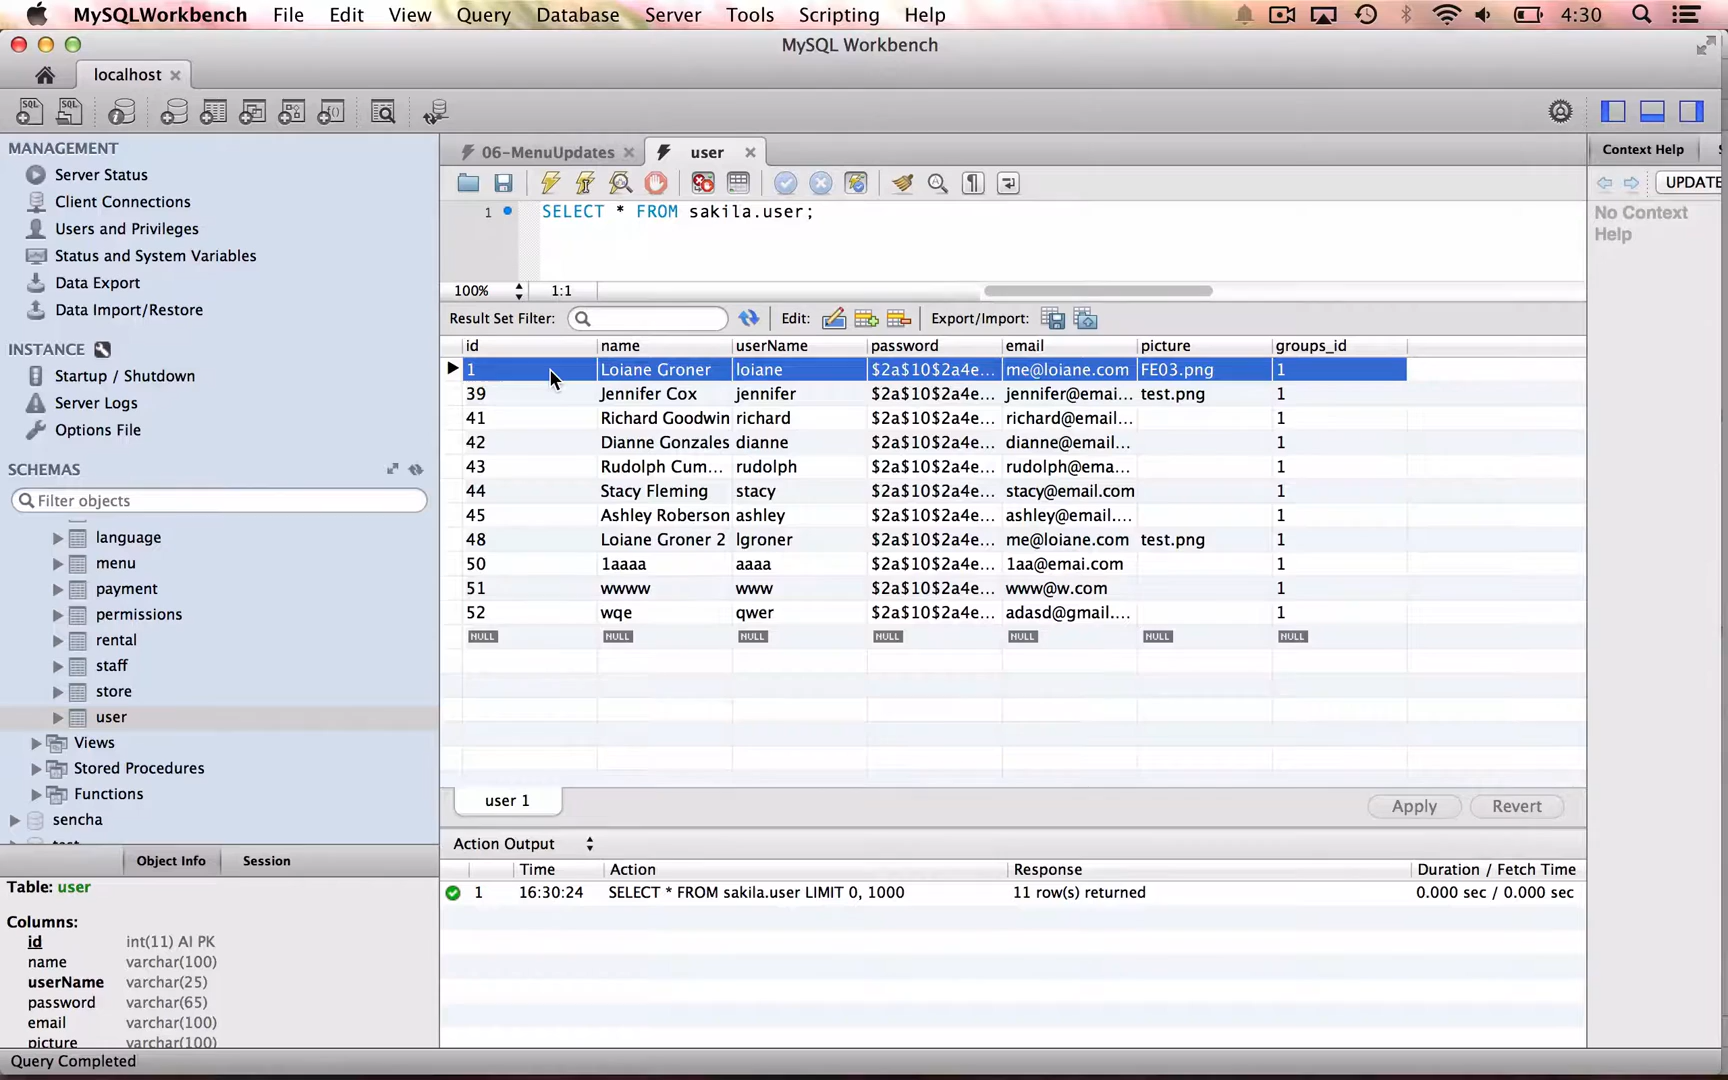 MySQLWorkbench File Edit View Query Database Server Tools Scripting Help 4:30
MySQL Workbench
localhost
SQL SQL
MANAGEMENT
Server Status
Client Connections
Users and Privileges
Status and System Variables
Data Export
Data Import/Restore
INSTANCE
Startup / Shutdown
Server Logs
Options File
SCHEMAS
Filter objects
language
menu
payment
permissions
rental
staff
store
user
Views
Stored Procedures
Functions
sencha
Object Info Session
Table: user
Columns:
id int(11) AI PK
name varchar(100)
userName varchar(25)
password varchar(65)
email varchar(100)
picture varchar(100)
Query Completed
06-MenuUpdates user
1 SELECT * FROM sakila.user;
100% 1:1
Result Set Filter: Edit: Export/Import:
id name userName password email picture groups_id
1 Loiane Groner loiane $2a$10$2a4e... me@loiane.com FE03.png 1
39 Jennifer Cox jennifer $2a$10$2a4e... jennifer@emai... test.png 1
41 Richard Goodwin richard $2a$10$2a4e... richard@email... 1
42 Dianne Gonzales dianne $2a$10$2a4e... dianne@email... 1
43 Rudolph Cum... rudolph $2a$10$2a4e... rudolph@ema... 1
44 Stacy Fleming stacy $2a$10$2a4e... stacy@email.com 1
45 Ashley Roberson ashley $2a$10$2a4e... ashley@email.... 1
48 Loiane Groner 2 lgroner $2a$10$2a4e... me@loiane.com test.png 1
50 1aaaa aaaa $2a$10$2a4e... 1aa@emai.com 1
51 wwww www $2a$10$2a4e... www@w.com 1
52 wqe qwer $2a$10$2a4e... adasd@gmail.... 1
NULL NULL NULL NULL NULL NULL NULL
user 1 Apply Revert
Action Output
Time Action Response Duration / Fetch Time
1 16:30:24 SELECT * FROM sakila.user LIMIT 0, 1000 11 row(s) returned 0.000 sec / 0.000 sec
Context Help
UPDATE
No Context
Help